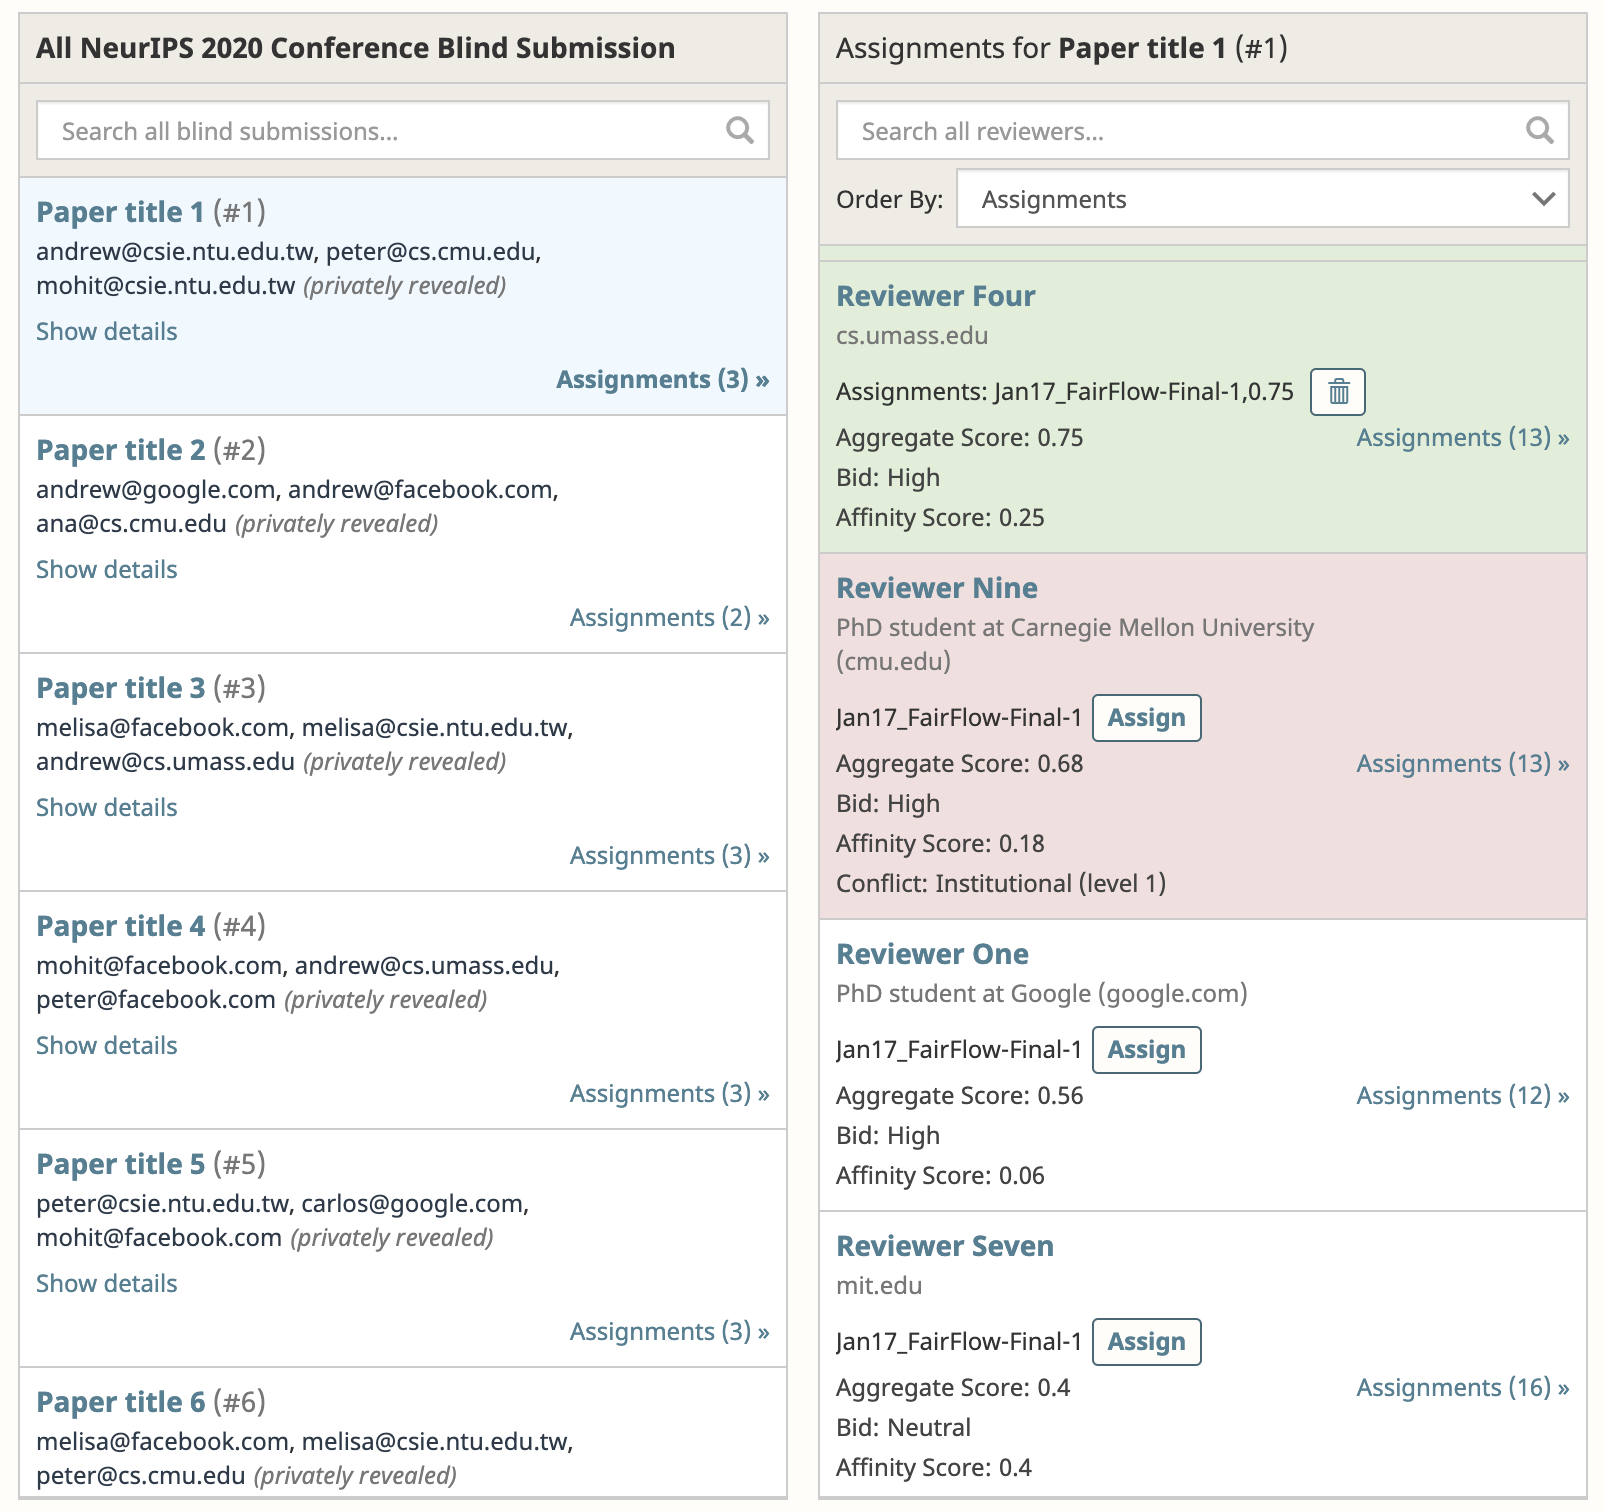 All NeurIPS 2020 Conference Blind Submission
Search all blind submissions...
Paper title 1 (#1)
andrew@csie.ntu.edu.tw, peter@cs.cmu.edu,
mohit@csie.ntu.edu.tw (privately revealed)
Show details
Assignments (3) »
Paper title 2 (#2)
andrew@google.com, andrew@facebook.com,
ana@cs.cmu.edu (privately revealed)
Show details
Assignments (2) »
Paper title 3 (#3)
melisa@facebook.com, melisa@csie.ntu.edu.tw,
andrew@cs.umass.edu (privately revealed)
Show details
Assignments (3) »
Paper title 4 (#4)
mohit@facebook.com, andrew@cs.umass.edu,
peter@facebook.com (privately revealed)
Show details
Assignments (3) »
Paper title 5 (#5)
peter@csie.ntu.edu.tw, carlos@google.com,
mohit@facebook.com (privately revealed)
Show details
Assignments (3) »
Paper title 6 (#6)
melisa@facebook.com, melisa@csie.ntu.edu.tw,
peter@cs.cmu.edu (privately revealed)
Assignments for Paper title 1 (#1)
Search all reviewers...
Order By: Assignments
Reviewer Four
cs.umass.edu
Assignments: Jan17_FairFlow-Final-1,0.75
Aggregate Score: 0.75 Assignments (13) »
Bid: High
Affinity Score: 0.25
Reviewer Nine
PhD student at Carnegie Mellon University
(cmu.edu)
Jan17_FairFlow-Final-1 Assign
Aggregate Score: 0.68 Assignments (13) »
Bid: High
Affinity Score: 0.18
Conflict: Institutional (level 1)
Reviewer One
PhD student at Google (google.com)
Jan17_FairFlow-Final-1 Assign
Aggregate Score: 0.56 Assignments (12) »
Bid: High
Affinity Score: 0.06
Reviewer Seven
mit.edu
Jan17_FairFlow-Final-1 Assign
Aggregate Score: 0.4 Assignments (16) »
Bid: Neutral
Affinity Score: 0.4